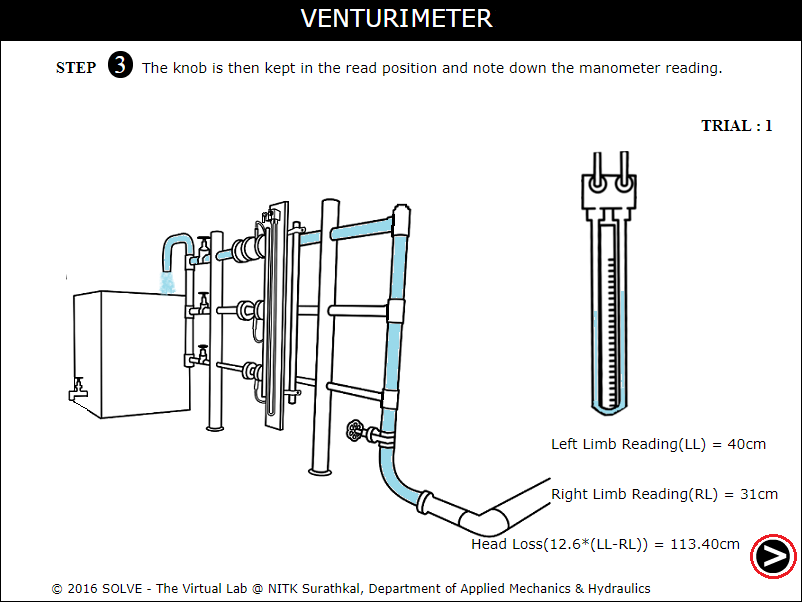 VENTURIMETER
STEP 3 The knob is then kept in the read position and note down the manometer reading.
TRIAL : 1
Left Limb Reading(LL) = 40cm
Right Limb Reading(RL) = 31cm
Head Loss(12.6*(LL-RL)) = 113.40cm
© 2016 SOLVE - The Virtual Lab @ NITK Surathkal, Department of Applied Mechanics & Hydraulics